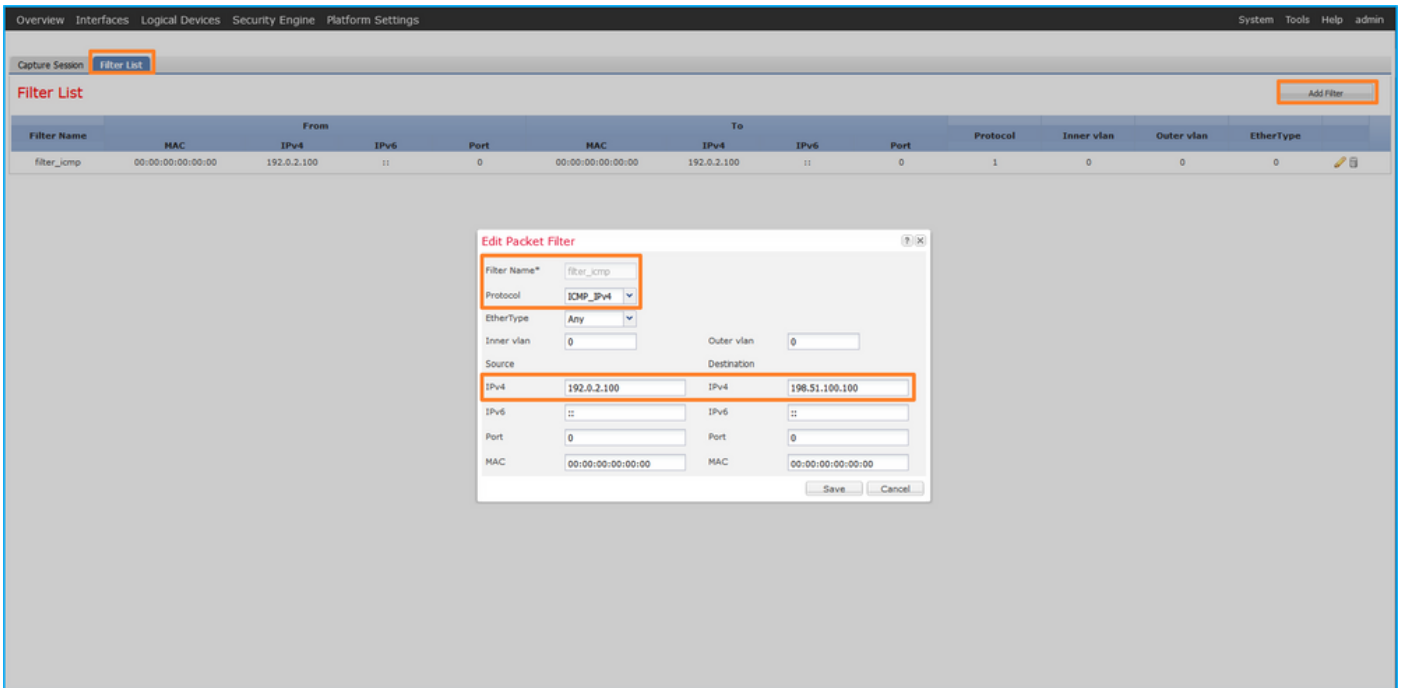 Overview Interfaces Logical Devices Security Engine Platform Settings System Tools Help admin
Capture Session Filter List
Filter List Add Filter
Filter Name From To Protocol Inner vlan Outer vlan EtherType
MAC IPv4 IPv6 Port MAC IPv4 IPv6 Port
filter_icmp 00:00:00:00:00:00 192.0.2.100 :: 0 00:00:00:00:00:00 192.0.2.100 :: 0 1 0 0 0
Edit Packet Filter ?
Filter Name* filter_icmp
Protocol ICMP_IPv4
EtherType Any
Inner vlan 0 Outer vlan 0
Source Destination
IPv4 192.0.2.100 IPv4 198.51.100.100
IPv6 :: IPv6 ::
Port 0 Port 0
MAC 00:00:00:00:00:00 MAC 00:00:00:00:00:00
Save Cancel